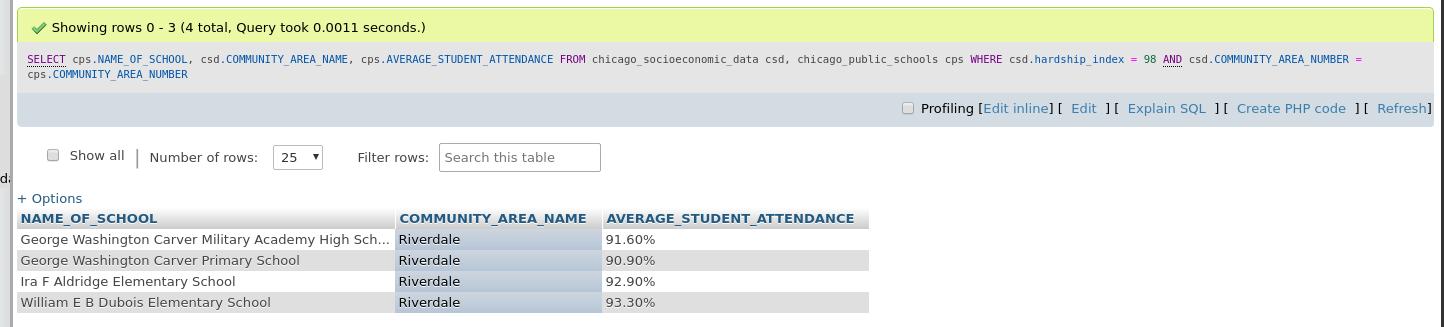 Showing rows 0 - 3 (4 total, Query took 0.0011 seconds.)
SELECT cps.NAME_OF_SCHOOL, csd.COMMUNITY_AREA_NAME, cps.AVERAGE_STUDENT_ATTENDANCE FROM chicago_socioeconomic_data csd, chicago_public_schools cps WHERE csd.hardship_index = 98 AND csd.COMMUNITY_AREA_NUMBER =
cps.COMMUNITY_AREA_NUMBER
Profiling [Edit inline] [ Edit ] [ Explain SQL ] [ Create PHP code ] [ Refresh]
Show all | Number of rows: 25 Filter rows: Search this table
da
+ Options
NAME_OF_SCHOOL COMMUNITY_AREA_NAME AVERAGE_STUDENT_ATTENDANCE
George Washington Carver Military Academy High Sch... Riverdale 91.60%
George Washington Carver Primary School Riverdale 90.90%
Ira F Aldridge Elementary School Riverdale 92.90%
William E B Dubois Elementary School Riverdale 93.30%